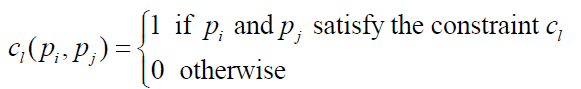 c_l(p_i, p_j) = { 1 if p_i and p_j satisfy the constraint c_l
0 otherwise